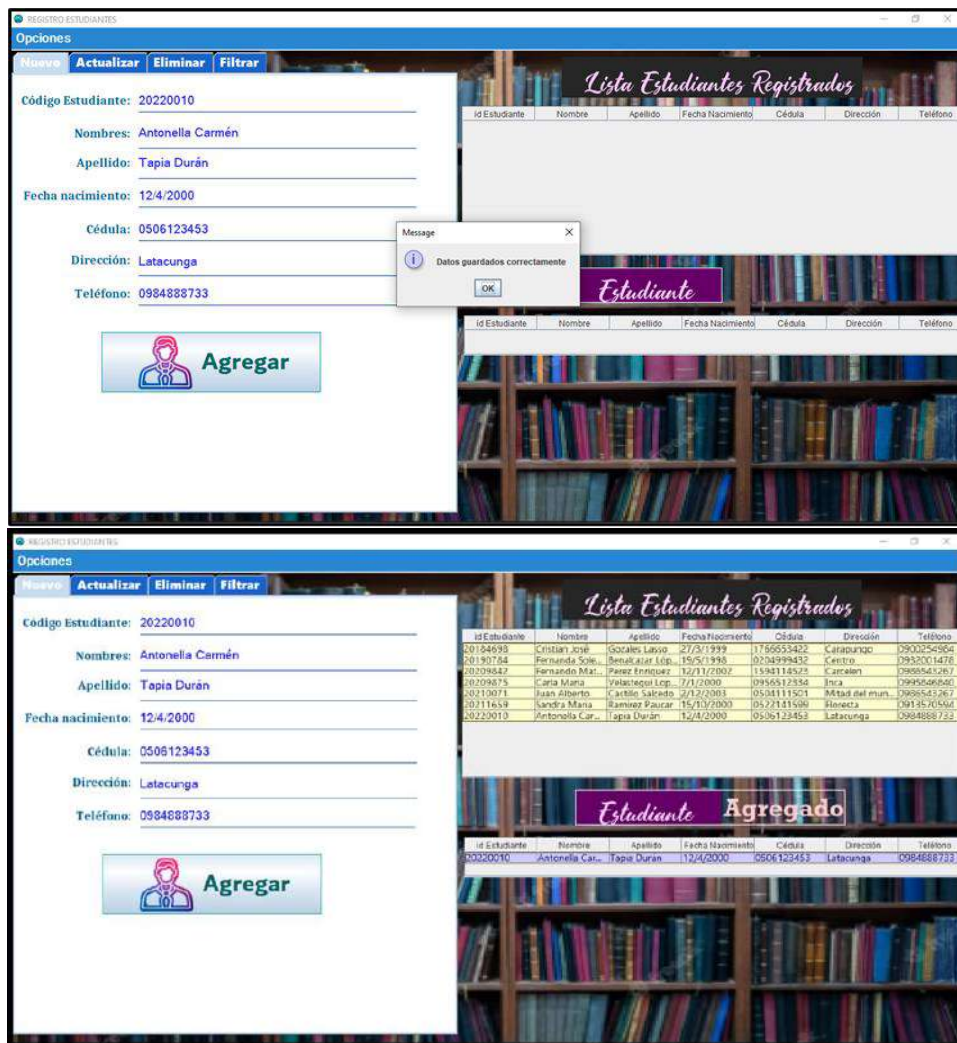 REGISTRO ESTUDIANTES
Opciones
Nuevo Actualizar Eliminar Filtrar
Lista Estudiantes Registrados
Código Estudiante: 20220010
id Estudiante Nombre Apellido Fecha Nacimiento Cédula Dirección Teléfono
Nombres: Antonella Carmén
Apellido: Tapia Durán
Fecha nacimiento: 12/4/2000
Cédula: 0506123453
Message
Datos guardados correctamente
OK
Dirección: Latacunga
Teléfono: 0984888733
Estudiante
id Estudiante Nombre Apellido Fecha Nacimiento Cédula Dirección Teléfono
Agregar
REGISTRO ESTUDIANTES
Opciones
Nuevo Actualizar Eliminar Filtrar
Lista Estudiantes Registrados
Código Estudiante: 20220010
id Estudiante Nombre Apellido Fecha Nacimiento Cédula Dirección Teléfono
20184698 Cristian José Gozales Lasso 27/3/1999 1766653422 Carapungo 0900254984
20190784 Fernanda Sole... Benalcazar Lóp... 15/5/1998 0204999432 Centro 0932001478
20209842 Fernando Mat... Perez Enriquez 12/11/2002 1594114523 Carcelen 0986543267
20209875 Carla Maria Velastegui Lop... 7/1/2000 0956512334 Inca 0995846840
20210071 Juan Alberto Castillo Salcedo 2/12/2003 0504111501 Mitad del mun... 0986543267
20211659 Sandra Maria Ramirez Paucar 15/10/2000 0522141599 Floresta 0913570594
20220010 Antonella Car... Tapia Durán 12/4/2000 0506123453 Latacunga 0984888733
Nombres: Antonella Carmén
Apellido: Tapia Durán
Fecha nacimiento: 12/4/2000
Cédula: 0506123453
Dirección: Latacunga
Teléfono: 0984888733
Estudiante Agregado
id Estudiante Nombre Apellido Fecha Nacimiento Cédula Dirección Teléfono
20220010 Antonella Car... Tapia Durán 12/4/2000 0506123453 Latacunga 0984888733
Agregar